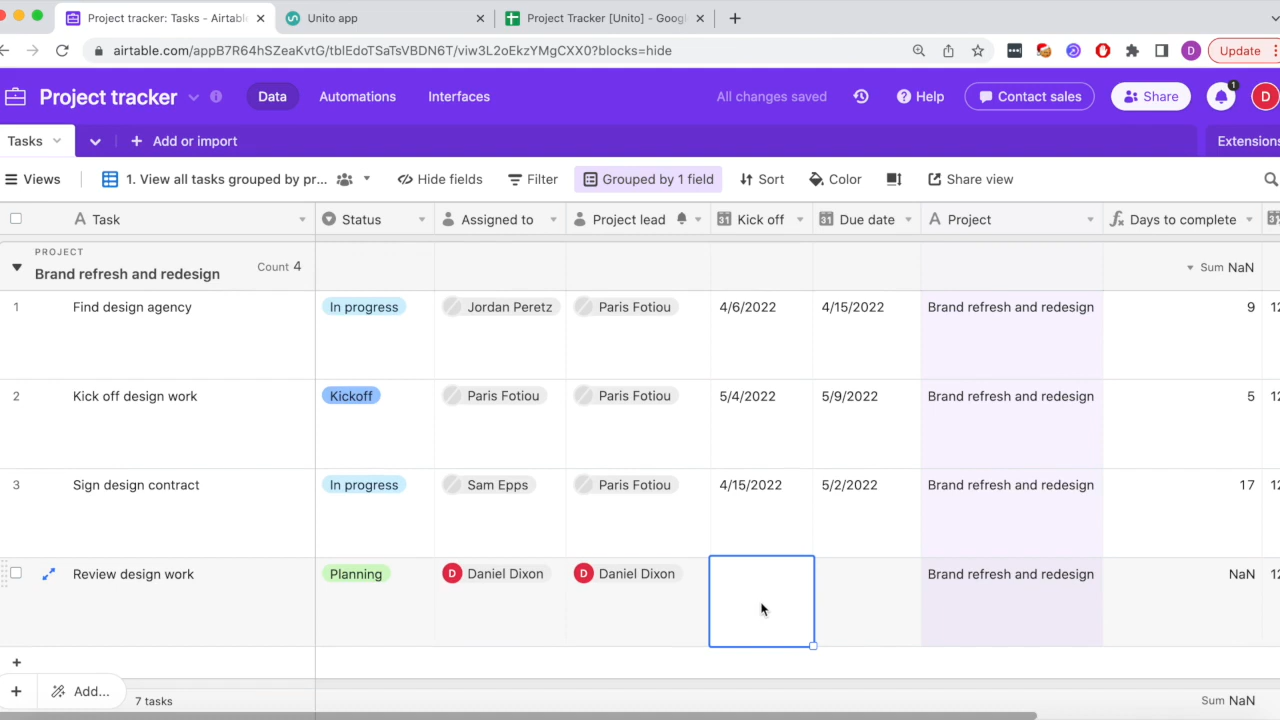 Project tracker: Tasks - Airtable
Unito app
Project Tracker [Unito] - Googl
airtable.com/appB7R64hSZeaKvtG/tblEdoTSaTsVBDN6T/viw3L2oEkzYMgCXX0?blocks=hide
D
Update
Project tracker
Data
Automations
Interfaces
All changes saved
Help
Contact sales
Share
1
D
Tasks
Add or import
Extensions
Views
1. View all tasks grouped by pr...
Hide fields
Filter
Grouped by 1 field
Sort
Color
Share view
Task
Status
Assigned to
Project lead
Kick off
Due date
Project
Days to complete
PROJECT
Brand refresh and redesign
Count 4
Sum NaN
1 Find design agency In progress Jordan Peretz Paris Fotiou 4/6/2022 4/15/2022 Brand refresh and redesign 9 12
2 Kick off design work Kickoff Paris Fotiou Paris Fotiou 5/4/2022 5/9/2022 Brand refresh and redesign 5 12
3 Sign design contract In progress Sam Epps Paris Fotiou 4/15/2022 5/2/2022 Brand refresh and redesign 17 12
Review design work Planning D Daniel Dixon D Daniel Dixon Brand refresh and redesign NaN 12
Add...
7 tasks
Sum NaN